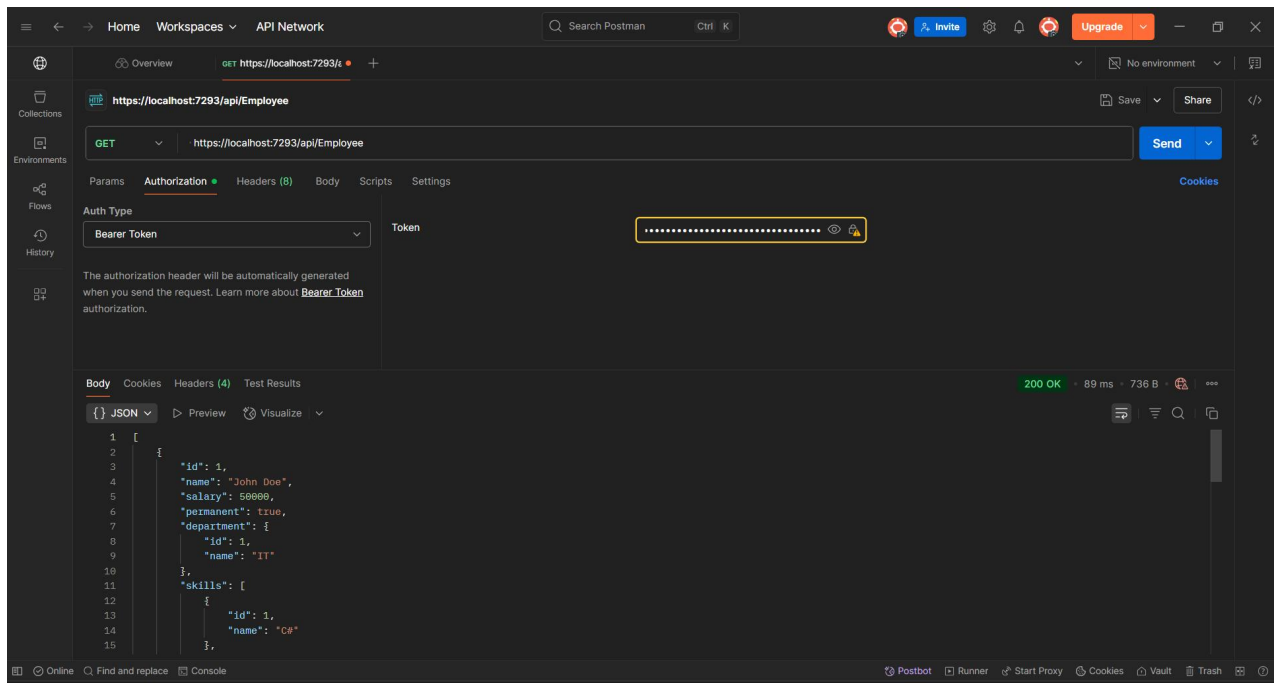 Home Workspaces API Network Search Postman Ctrl K Invite Upgrade
Overview GET https://localhost:7293/ + No environment
Collections
HTTP https://localhost:7293/api/Employee Save Share </>
Environments
GET https://localhost:7293/api/Employee Send
Params Authorization Headers (8) Body Scripts Settings Cookies
Flows
Auth Type
Bearer Token
Token
History
The authorization header will be automatically generated
when you send the request. Learn more about Bearer Token
authorization.
Body Cookies Headers (4) Test Results 200 OK 89 ms 736 B
{} JSON Preview Visualize
1 [
2 {
3 "id": 1,
4 "name": "John Doe",
5 "salary": 50000,
6 "permanent": true,
7 "department": {
8 "id": 1,
9 "name": "IT"
10 },
11 "skills": [
12 {
13 "id": 1,
14 "name": "C#"
15 },
Online Find and replace Console Postbot Runner Start Proxy Cookies Vault Trash